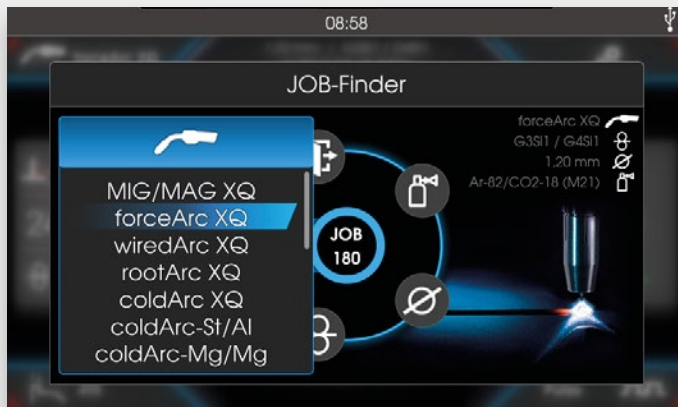 08:58
JOB-Finder
forceArc XQ
G3SI1 / G4SI1
1,20 mm
Ar-82/CO2-18 (M21)
MIG/MAG XQ
forceArc XQ
wiredArc XQ
rootArc XQ
coldArc XQ
coldArc-St/Al
coldArc-Mg/Mg
JOB
180